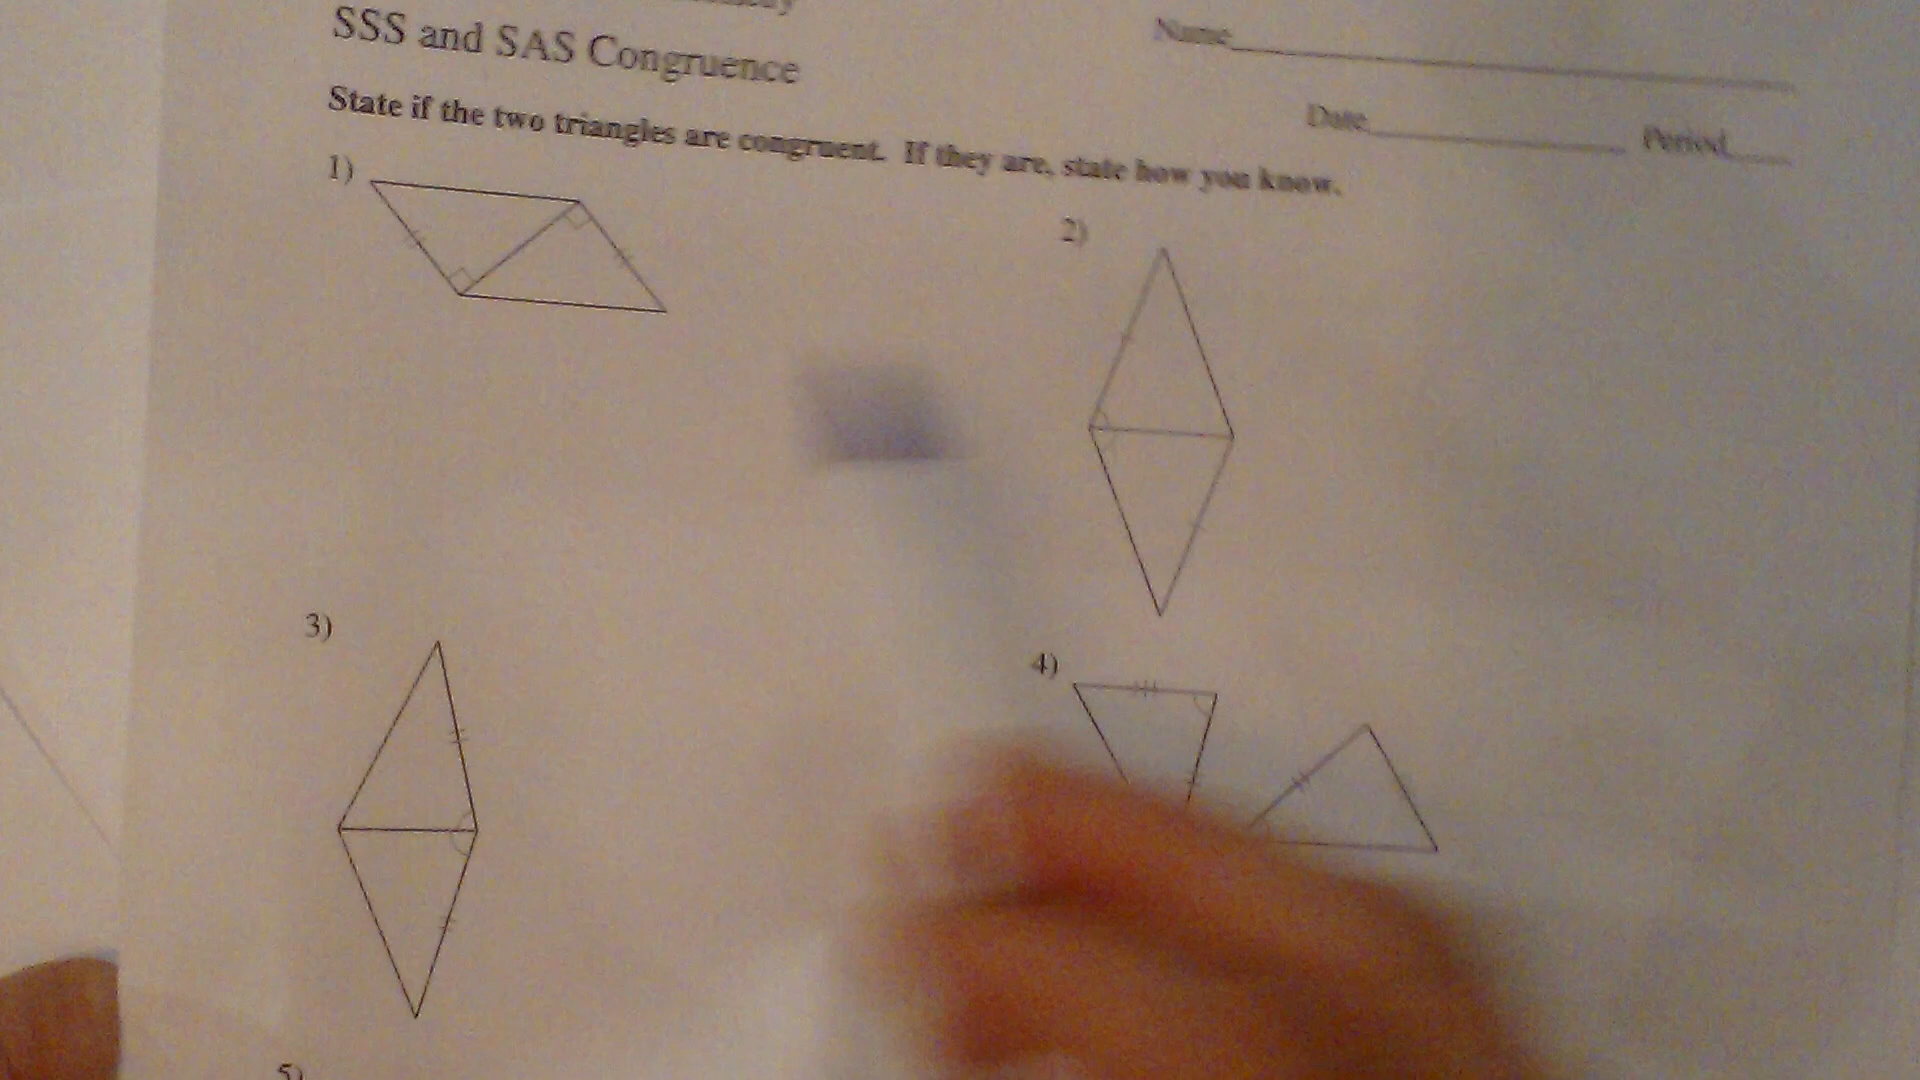 SSS and SAS Congruence
Name
Date Period
State if the two triangles are congruent. If they are, state how you know.
1)
2)
3)
4)
5)